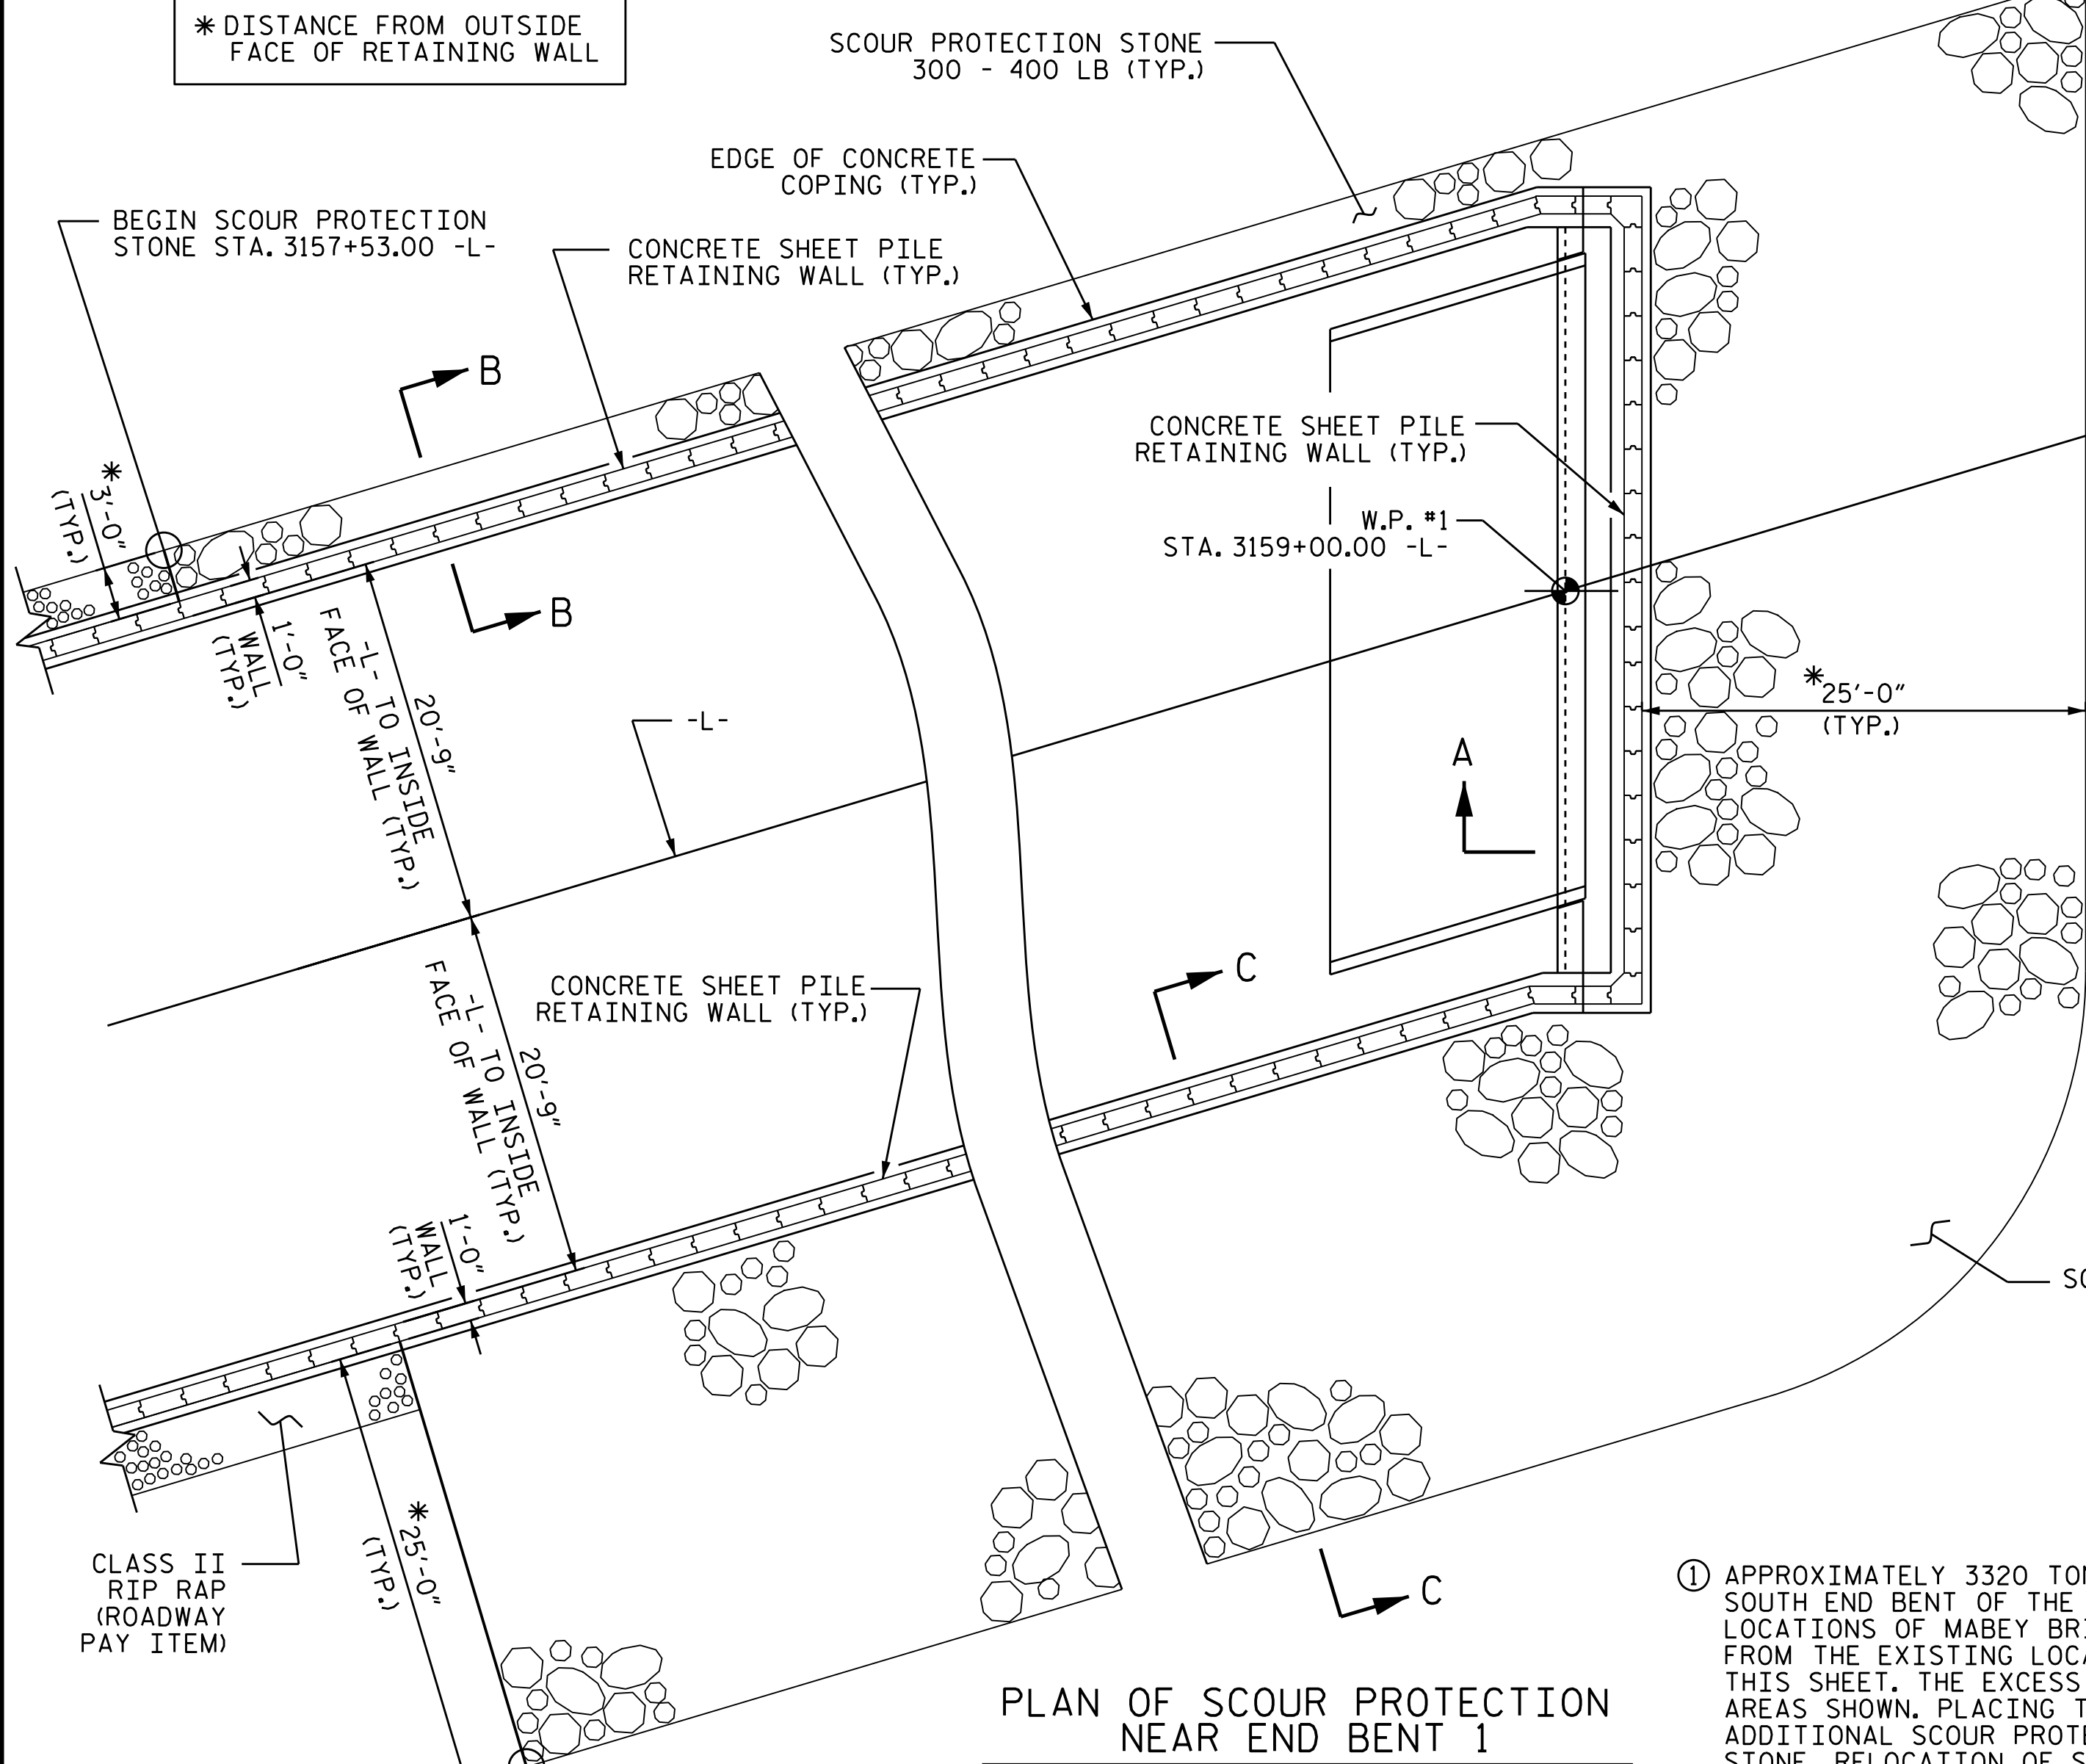 * DISTANCE FROM OUTSIDE
FACE OF RETAINING WALL
SCOUR PROTECTION STONE
300 - 400 LB (TYP.)
EDGE OF CONCRETE
COPING (TYP.)
BEGIN SCOUR PROTECTION
STONE STA. 3157+53.00 -L-
CONCRETE SHEET PILE
RETAINING WALL (TYP.)
B
B
* 3'-0"
(TYP.)
1'-0"
WALL
(TYP.)
20'-9"
-L- TO INSIDE
FACE OF WALL (TYP.)
CONCRETE SHEET PILE
RETAINING WALL (TYP.)
W.P. #1
STA. 3159+00.00 -L-
* 25'-0"
(TYP.)
-L-
A
C
CONCRETE SHEET PILE
RETAINING WALL (TYP.)
20'-9"
-L- TO INSIDE
FACE OF WALL (TYP.)
1'-0"
WALL
(TYP.)
* 25'-0"
(TYP.)
CLASS II
RIP RAP
(ROADWAY
PAY ITEM)
C
PLAN OF SCOUR PROTECTION
NEAR END BENT 1
1 APPROXIMATELY 3320
SOUTH END BENT OF THE
LOCATIONS OF MABEY
FROM THE EXISTING
THIS SHEET. THE EXCESS
AREAS SHOWN. PLACING
ADDITIONAL SCOUR
STONE, RELOCATION OF